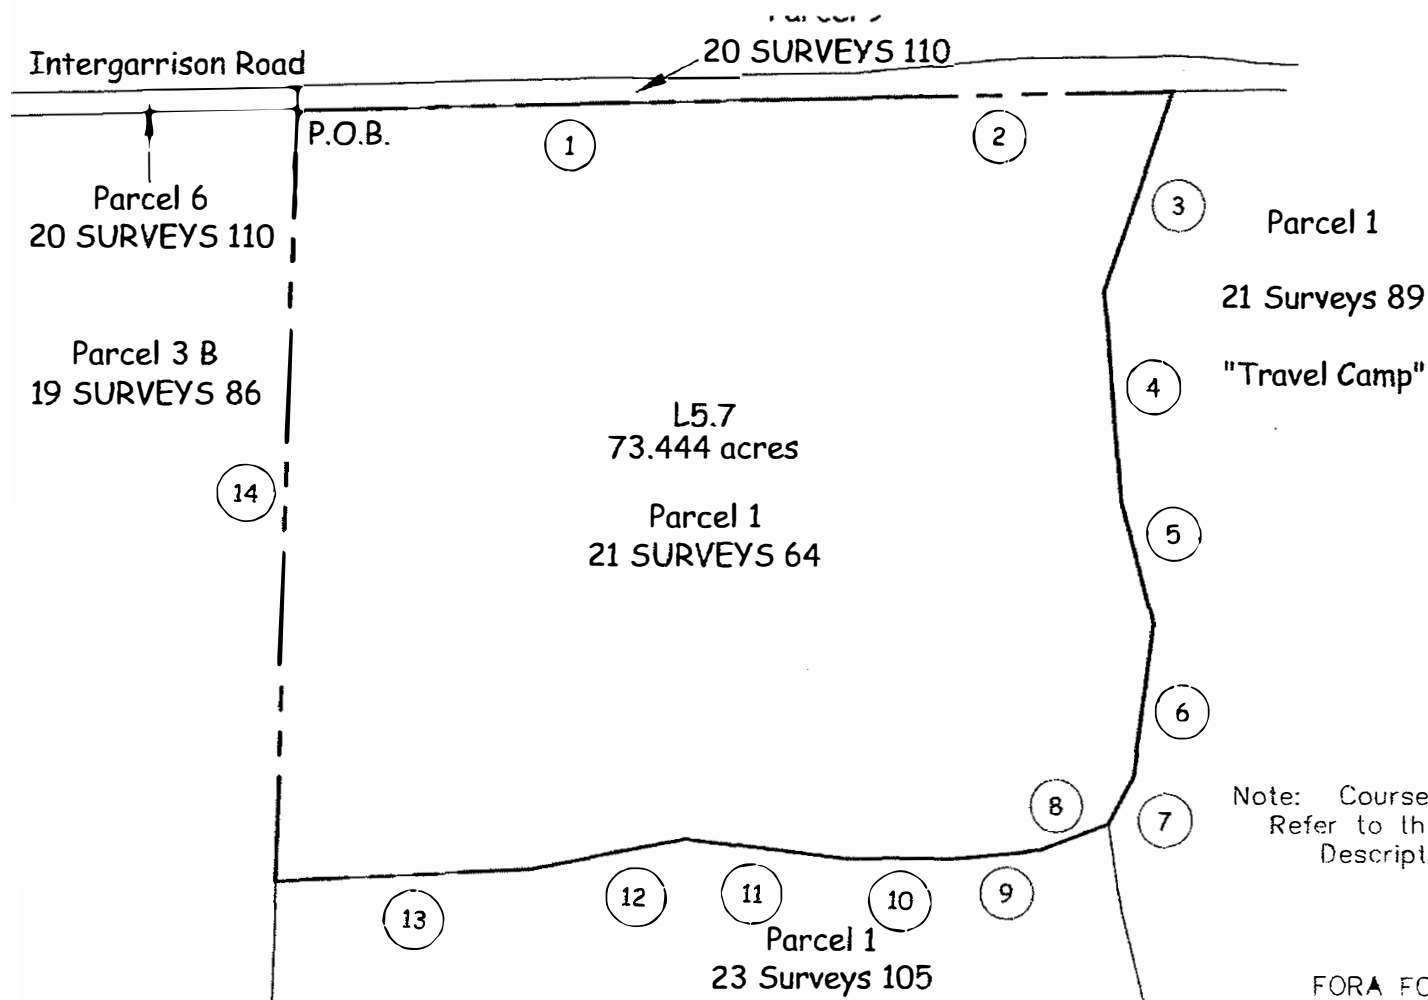 20 SURVEYS 110
Intergarrison Road
P.O.B.
1
2
Parcel 6
20 SURVEYS 110
3
Parcel 1
21 Surveys 89
"Travel Camp"
Parcel 3 B
19 SURVEYS 86
4
L5.7
73.444 acres
14
Parcel 1
21 SURVEYS 64
5
6
8
7
Note: Course
Refer to th
Descript
13
12
11
10
9
Parcel 1
23 Surveys 105
FORA FO